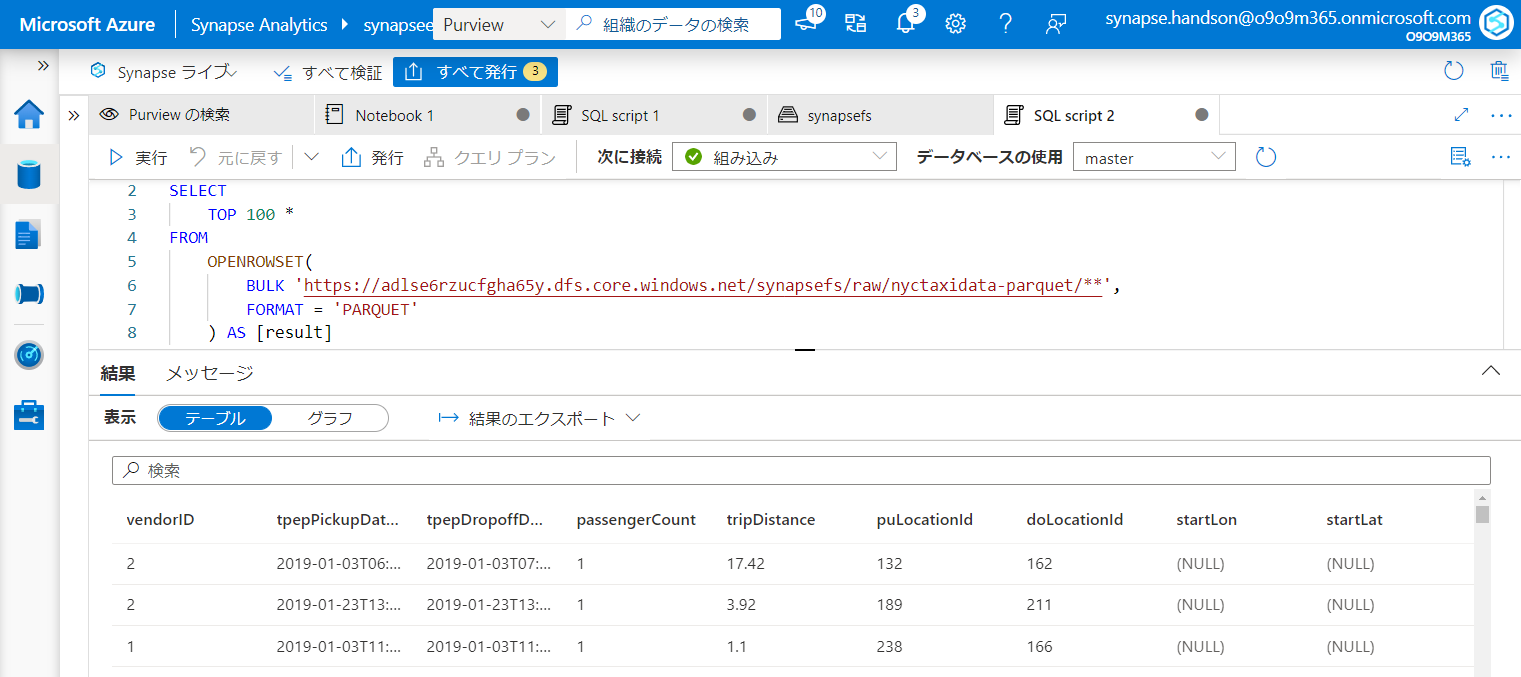 Microsoft Azure
Synapse Analytics
synapsee
Purview
組織のデータの検索
10
3
synapse.handson@o9o9m365.onmicrosoft.com
O9O9M365
Synapse ライブ
すべて検証
すべて発行
3
Purview の検索
Notebook 1
SQL script 1
synapsefs
SQL script 2
実行
元に戻す
発行
クエリ プラン
次に接続
組み込み
データベースの使用
master
2 SELECT
3 TOP 100 *
4 FROM
5 OPENROWSET(
6 BULK 'https://adlse6rzucfgha65y.dfs.core.windows.net/synapsefs/raw/nyctaxidata-parquet/**',
7 FORMAT = 'PARQUET'
8 ) AS [result]
結果
メッセージ
表示
テーブル
グラフ
結果のエクスポート
検索
vendorID tpepPickupDat... tpepDropoffD... passengerCount tripDistance puLocationId doLocationId startLon startLat
2 2019-01-03T06:... 2019-01-03T07:... 1 17.42 132 162 (NULL) (NULL)
2 2019-01-23T13:... 2019-01-23T13:... 1 3.92 189 211 (NULL) (NULL)
1 2019-01-03T11:... 2019-01-03T11:... 1 1.1 238 166 (NULL) (NULL)